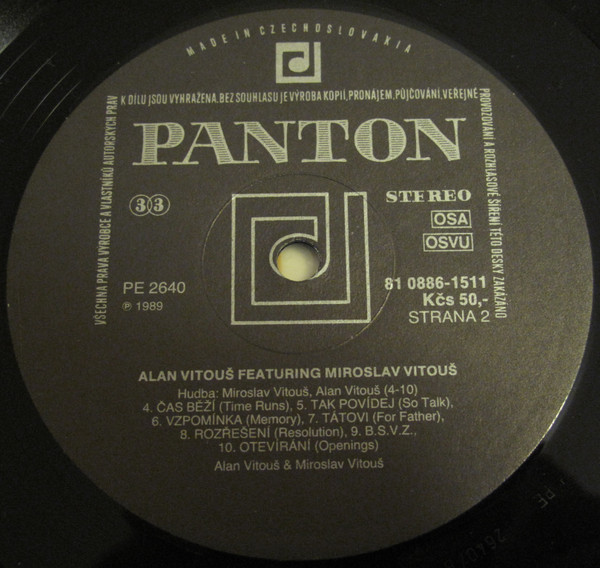 MADE IN CZECHOSLOVAKIA
VŠECHNA PRÁVA VÝROBCE A VLASTNÍKŮ AUTORSKÝCH PRÁV
K DÍLU JSOU VYHRAŽENA. BEZ SOUHLASU JE VÝROBA KOPIÍ, PRONÁJEM, PŮJČOVÁNÍ, VEŘEJNÉ
PROVOZOVÁNÍ A ROZHLASOVÉ ŠÍŘENÍ TÉTO DESKY ZAKÁZÁNO
PANTON
33
STEREO
OSA
OSVU
PE 2640
℗ 1989
81 0886-1511
Kčs 50,-
STRANA 2
ALAN VITOUŠ FEATURING MIROSLAV VITOUŠ
Hudba: Miroslav Vitouš, Alan Vitouš (4-10)
4. ČAS BĚŽÍ (Time Runs), 5. TAK POVÍDEJ (So Talk),
6. VZPOMÍNKA (Memory), 7. TÁTOVI (For Father),
8. ROZŘEŠENÍ (Resolution), 9. B.S.V.Z.,
10. OTEVÍRÁNÍ (Openings)
Alan Vitouš & Miroslav Vitouš